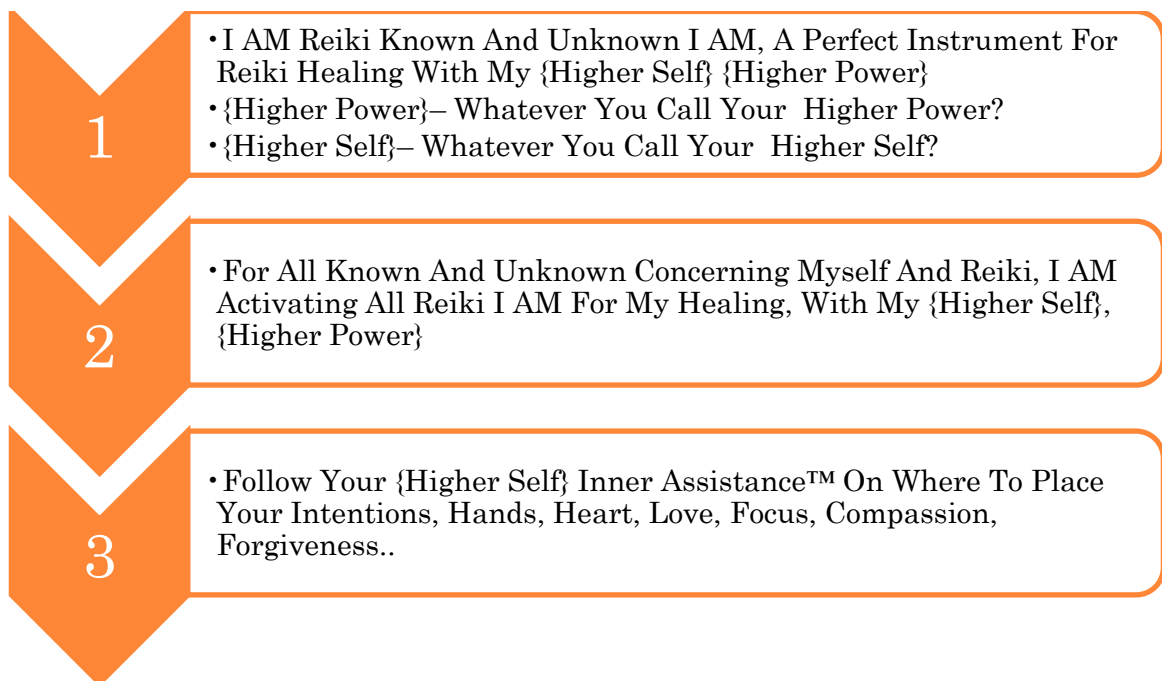 1
•I AM Reiki Known And Unknown I AM, A Perfect Instrument For
Reiki Healing With My {Higher Self} {Higher Power}
•{Higher Power}– Whatever You Call Your  Higher Power?
•{Higher Self}– Whatever You Call Your  Higher Self?
2
•For All Known And Unknown Concerning Myself And Reiki, I AM
Activating All Reiki I AM For My Healing, With My {Higher Self},
{Higher Power}
3
•Follow Your {Higher Self} Inner Assistance™ On Where To Place
Your Intentions, Hands, Heart, Love, Focus, Compassion,
Forgiveness..